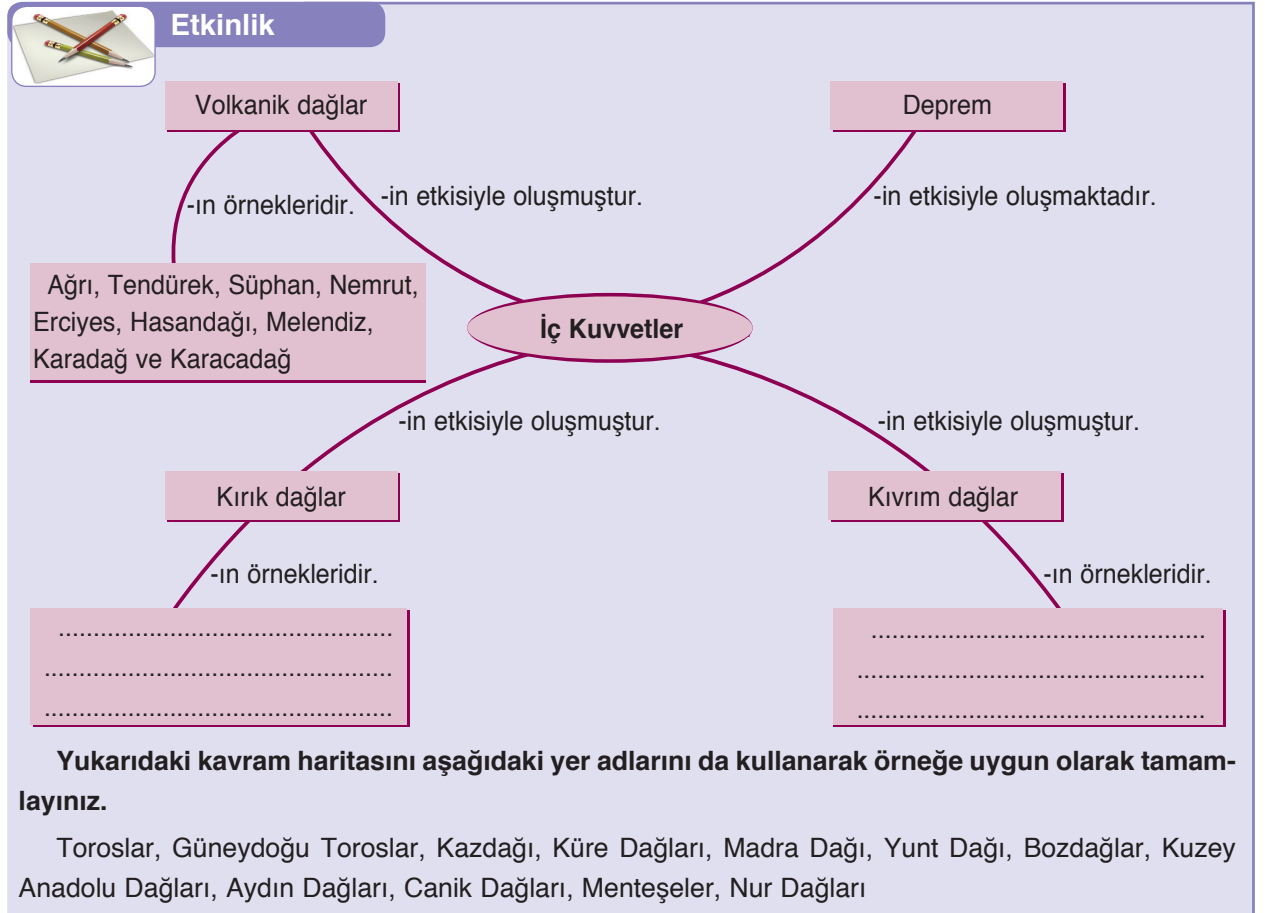 Etkinlik
Volkanik dağlar
Deprem
-ın örnekleridir.
-in etkisiyle oluşmuştur.
-in etkisiyle oluşmaktadır.
Ağrı, Tendürek, Süphan, Nemrut,
Erciyes, Hasandağı, Melendiz,
Karadağ ve Karacadağ
İç Kuvvetler
-in etkisiyle oluşmuştur.
-in etkisiyle oluşmuştur.
Kırık dağlar
Kıvrım dağlar
-ın örnekleridir.
-ın örnekleridir.
................................................
..................................................
..................................................
................................................
..................................................
..................................................
Yukarıdaki kavram haritasını aşağıdaki yer adlarını da kullanarak örneğe uygun olarak tamam-
layınız.
Toroslar, Güneydoğu Toroslar, Kazdağı, Küre Dağları, Madra Dağı, Yunt Dağı, Bozdağlar, Kuzey
Anadolu Dağları, Aydın Dağları, Canik Dağları, Menteşeler, Nur Dağları